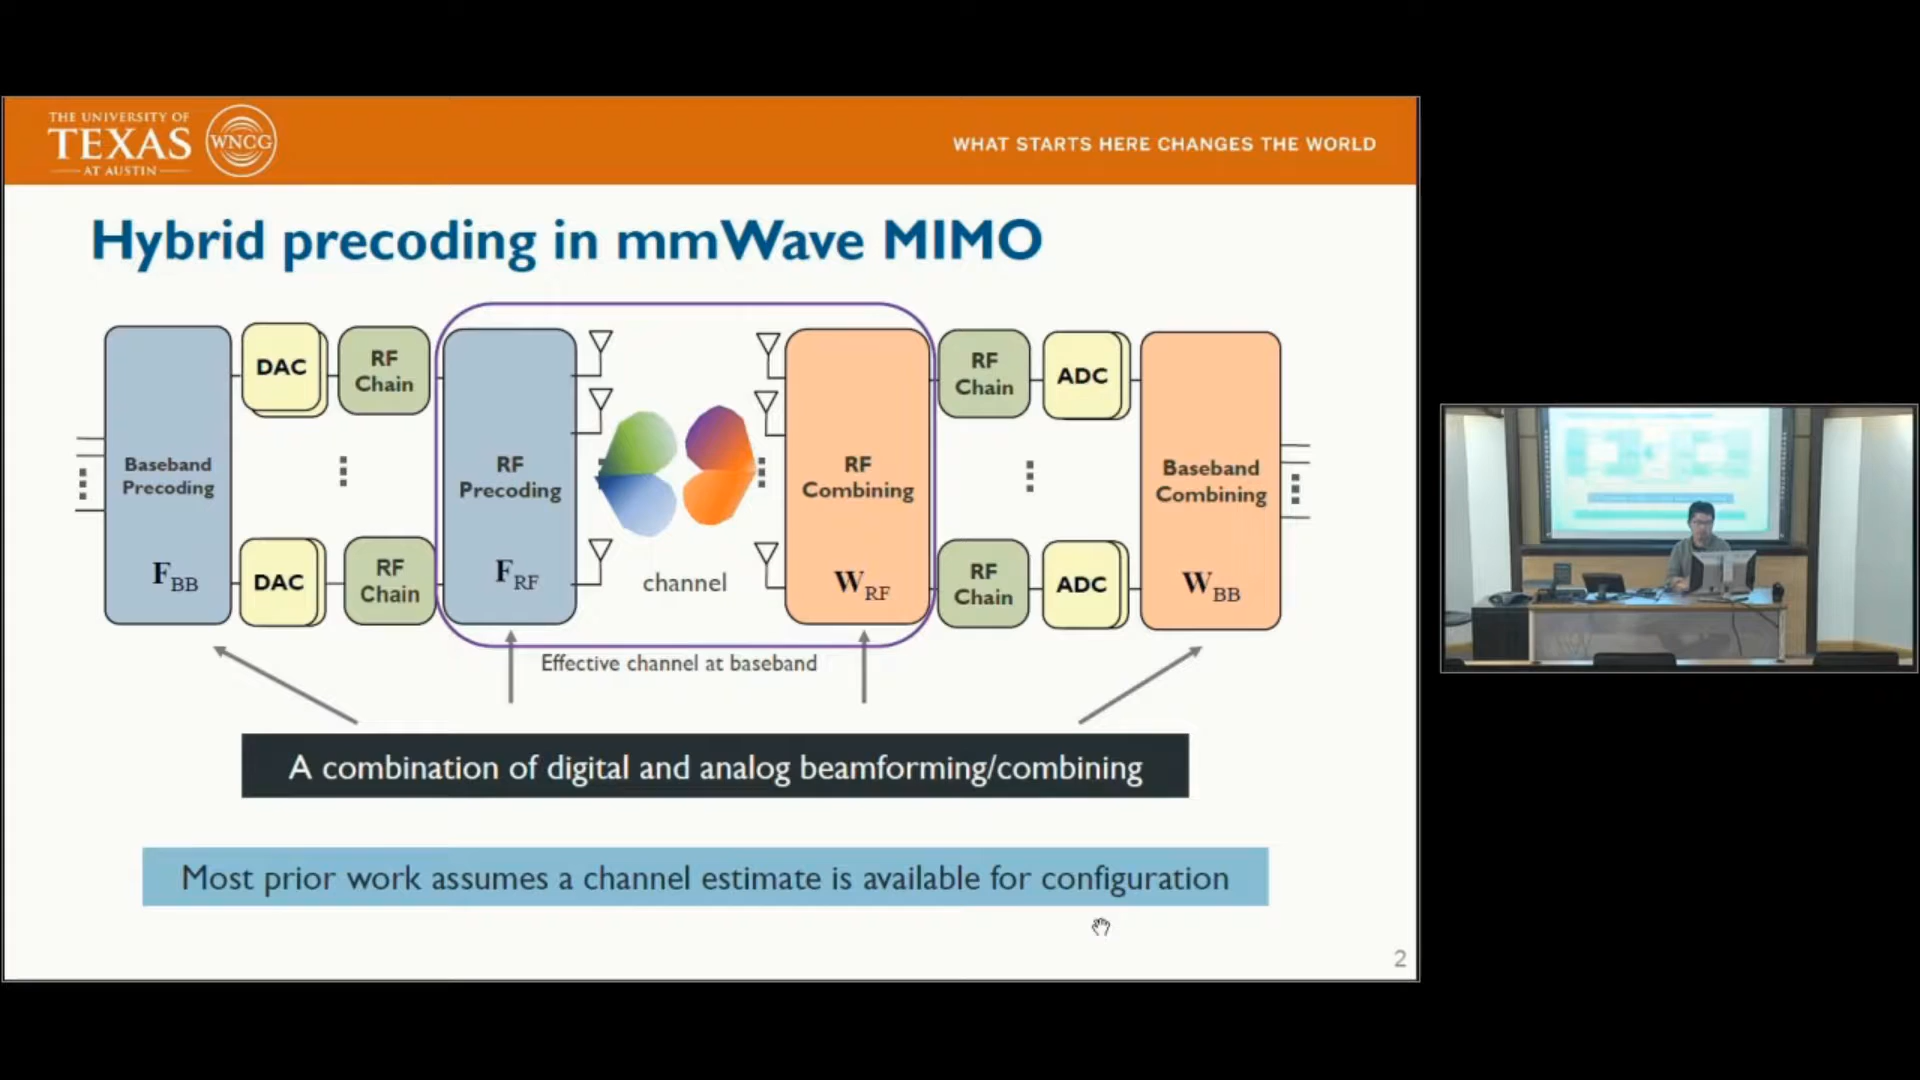 THE UNIVERSITY OF
TEXAS
AT AUSTIN
WNCG
WHAT STARTS HERE CHANGES THE WORLD
Hybrid precoding in mmWave MIMO
Baseband
Precoding
F_BB
DAC
RF
Chain
DAC
RF
Chain
RF
Precoding
F_RF
channel
RF
Combining
W_RF
RF
Chain
ADC
RF
Chain
ADC
Baseband
Combining
W_BB
Effective channel at baseband
A combination of digital and analog beamforming/combining
Most prior work assumes a channel estimate is available for configuration
2